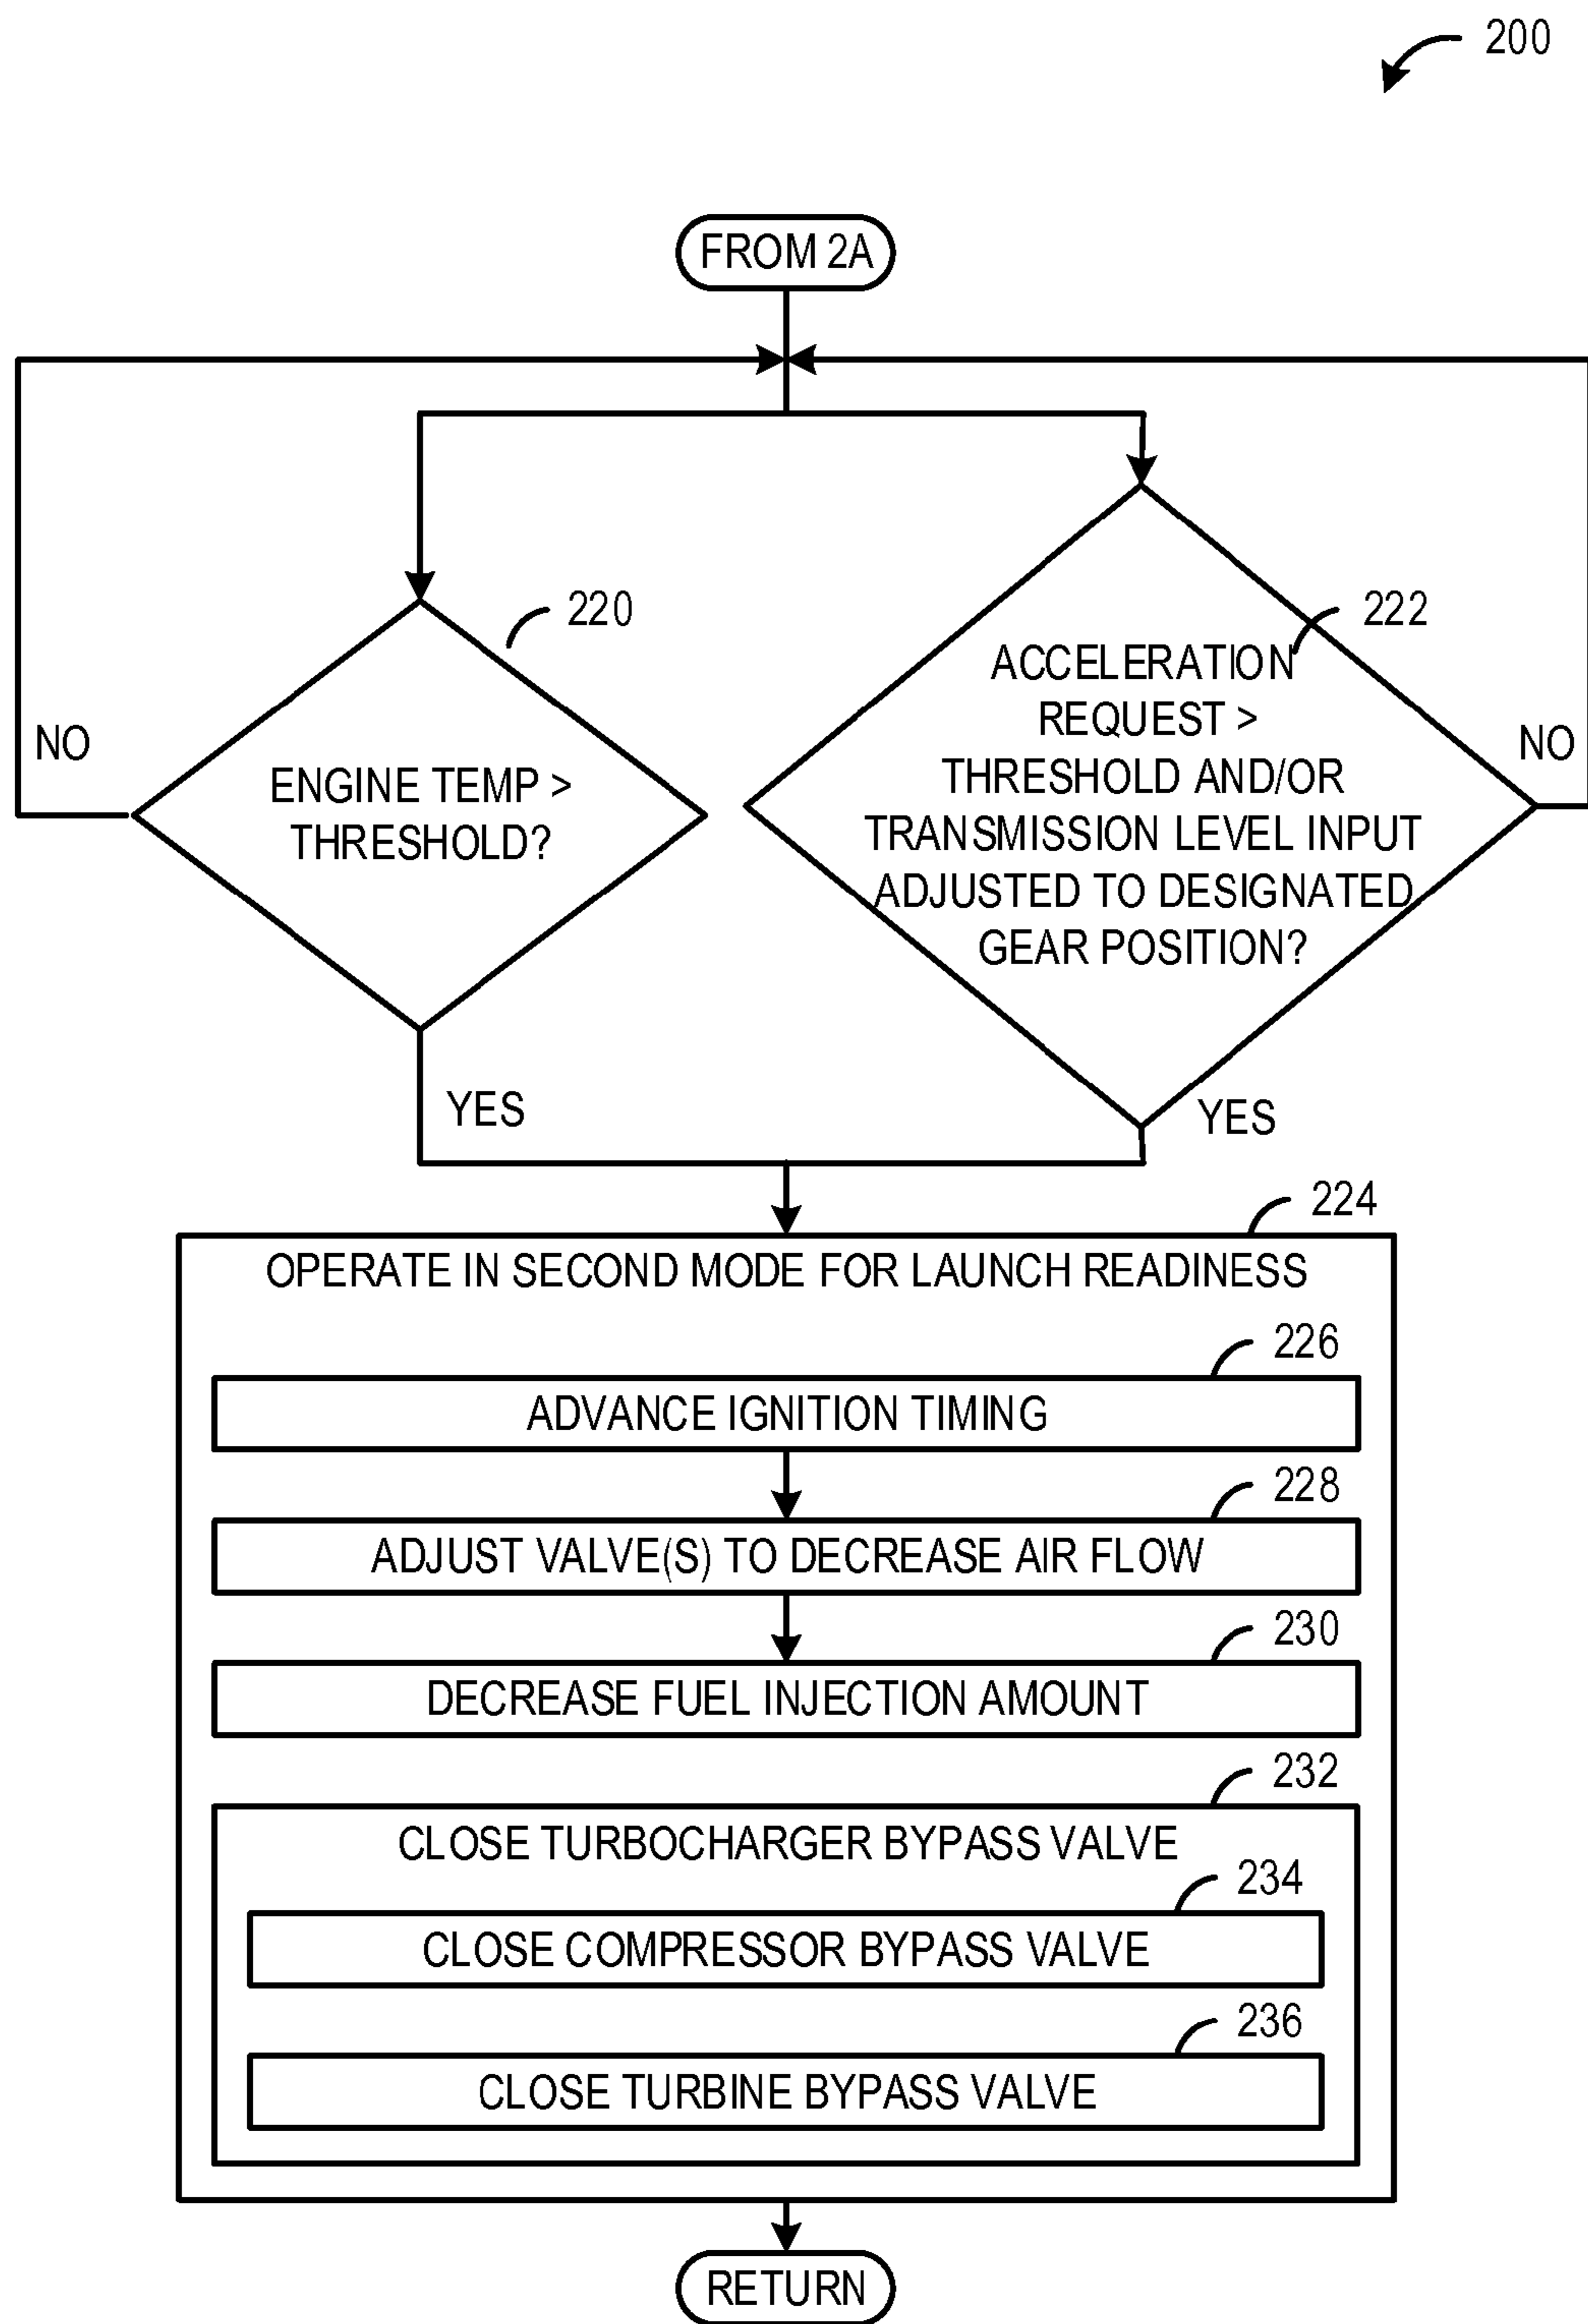 200
FROM 2A
220
222
NO
ENGINE TEMP >
THRESHOLD?
ACCELERATION
REQUEST >
THRESHOLD AND/OR
TRANSMISSION LEVEL INPUT
ADJUSTED TO DESIGNATED
GEAR POSITION?
NO
YES
YES
224
OPERATE IN SECOND MODE FOR LAUNCH READINESS
226
ADVANCE IGNITION TIMING
228
ADJUST VALVE(S) TO DECREASE AIR FLOW
230
DECREASE FUEL INJECTION AMOUNT
232
CLOSE TURBOCHARGER BYPASS VALVE
234
CLOSE COMPRESSOR BYPASS VALVE
236
CLOSE TURBINE BYPASS VALVE
RETURN